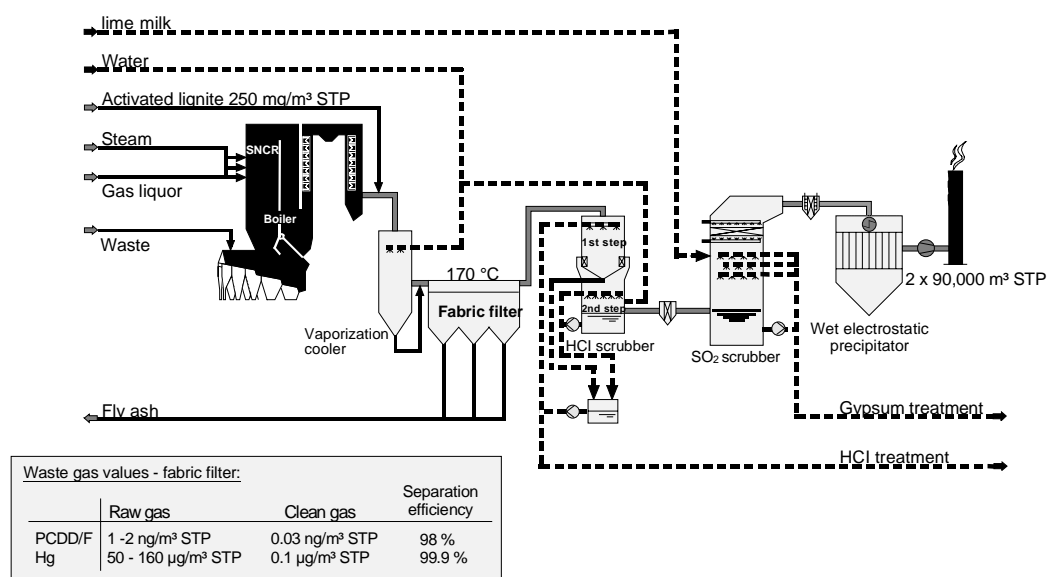 lime milk
Water
Activated lignite 250 mg/m³ STP
Steam
SNCR
Gas liquor
Boiler
Waste
1st step
170 °C
2 x 90,000 m³ STP
Fabric filter
2nd step
Vaporization
cooler
HCl scrubber
SO₂ scrubber
Wet electrostatic
precipitator
Fly ash
Gypsum treatment
HCl treatment
Waste gas values - fabric filter:
Raw gas Clean gas Separation
efficiency
PCDD/F 1 -2 ng/m³ STP 0.03 ng/m³ STP 98 %
Hg 50 - 160 µg/m³ STP 0.1 µg/m³ STP 99.9 %